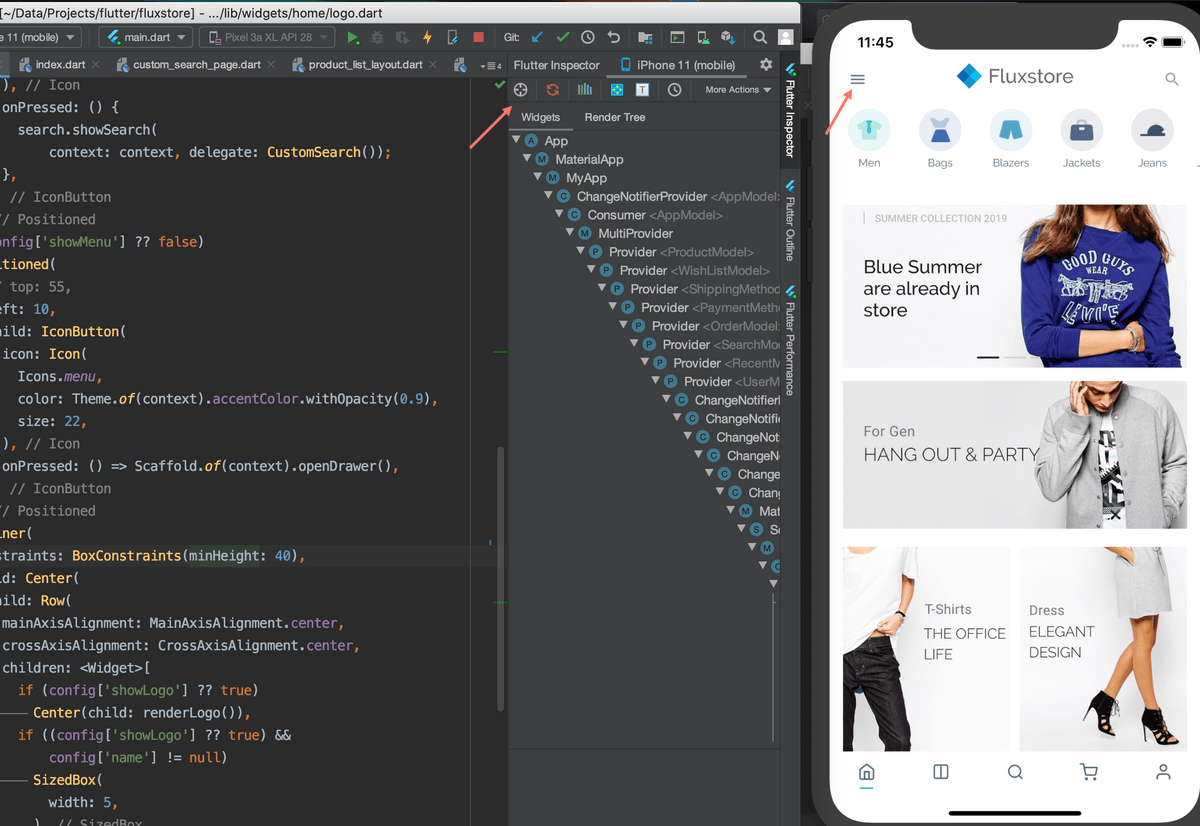 [~/Data/Projects/flutter/fluxstore] - .../lib/widgets/home/logo.dart
e 11 (mobile)
main.dart
Pixel 3a XL API 28
Git:
index.dart
custom_search_page.dart
product_list_layout.dart
4
), // Icon
onPressed: () {
search.showSearch(
context: context, delegate: CustomSearch());
},
// IconButton
// Positioned
nfig['showMenu'] ?? false)
tioned(
/ top: 55,
eft: 10,
hild: IconButton(
icon: Icon(
Icons.menu,
color: Theme.of(context).accentColor.withOpacity(0.9),
size: 22,
), // Icon
onPressed: () => Scaffold.of(context).openDrawer(),
// IconButton
// Positioned
iner(
straints: BoxConstraints(minHeight: 40),
ld: Center(
hild: Row(
mainAxisAlignment: MainAxisAlignment.center,
crossAxisAlignment: CrossAxisAlignment.center,
children: <Widget>[
if (config['showLogo'] ?? true)
Center(child: renderLogo()),
if ((config['showLogo'] ?? true) &&
config['name'] != null)
SizedBox(
width: 5,
), // SizedBox
Flutter Inspector
iPhone 11 (mobile)
T
More Actions
Widgets
Render Tree
A App
M MaterialApp
M MyApp
C ChangeNotifierProvider <AppModel>
C Consumer <AppModel>
M MultiProvider
P Provider <ProductModel>
P Provider <WishListModel>
P Provider <ShippingMethod
P Provider <PaymentMeth
P Provider <OrderModel
P Provider <SearchMo
P Provider <RecentM
P Provider <UserM
C ChangeNotifierI
C ChangeNotifie
C ChangeNoti
C ChangeN
C Change
C Chang
M Mat
S Sc
M
C
Flutter Inspector
Flutter Outline
Flutter Performance
11:45
Fluxstore
Men
Bags
Blazers
Jackets
Jeans
SUMMER COLLECTION 2019
Blue Summer
are already in
store
GOOD GUYS
WEAR
LEVI'S
For Gen
HANG OUT & PARTY
T-Shirts
THE OFFICE
LIFE
Dress
ELEGANT
DESIGN